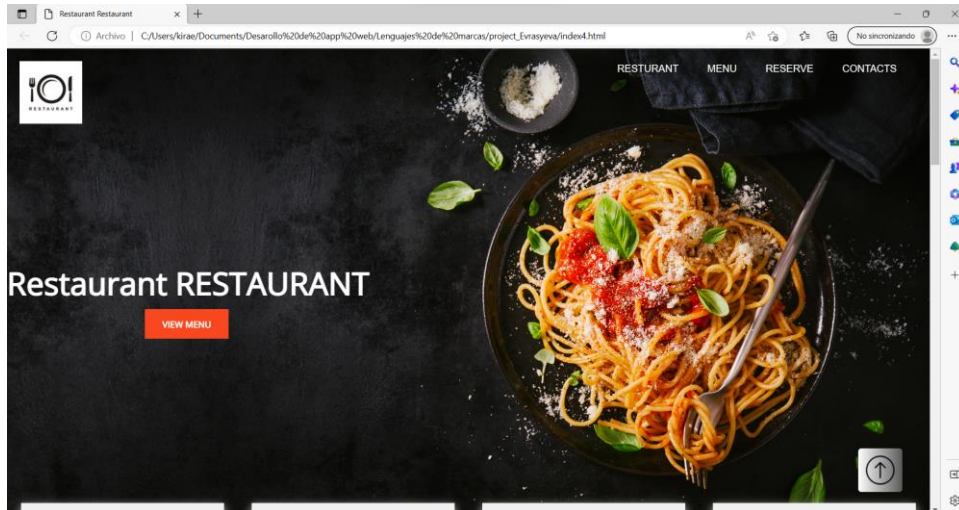 Restaurant Restaurant
Archivo
C:/Users/kirae/Documents/Desarollo%20de%20app%20web/Lenguajes%20de%20marcas/project_Evrasyeva/index4.html
No sincronizando
RESTAURANT
RESTURANT MENU RESERVE CONTACTS
Restaurant RESTAURANT
VIEW MENU